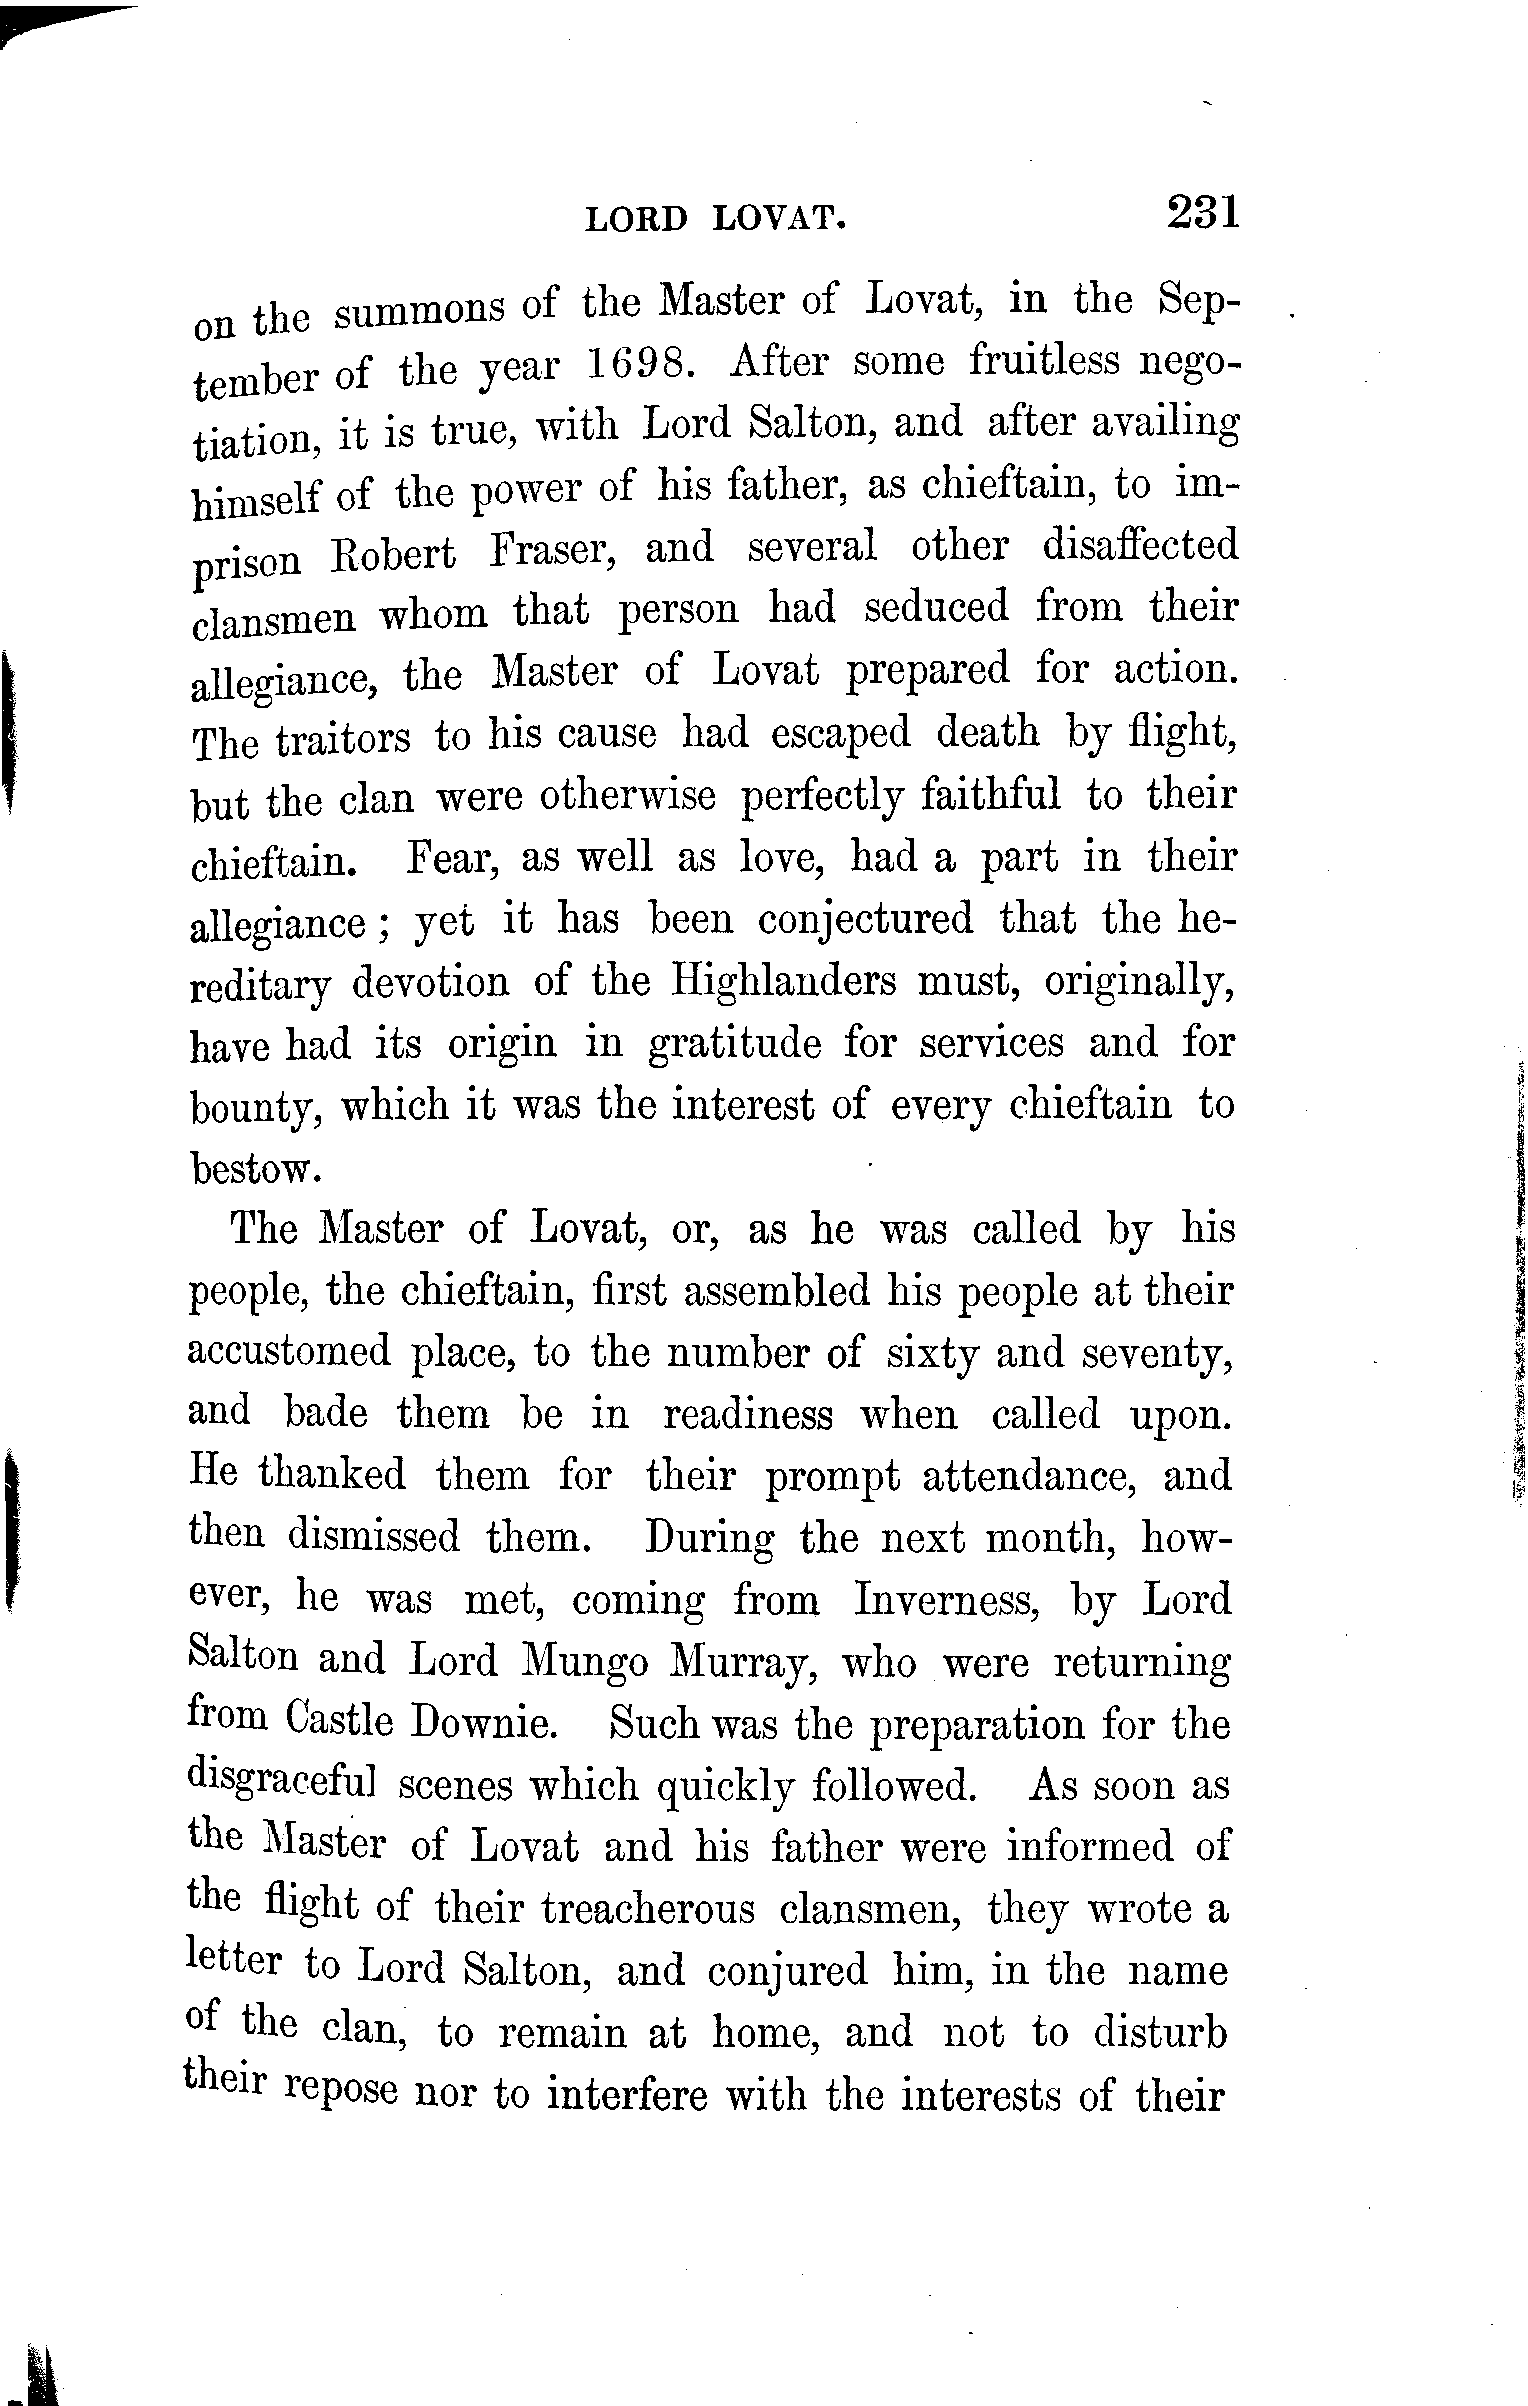 LORD LOVAT. 231
on the summons of the Master of Lovat, in the Sep-
tember of the year 1698. After some fruitless nego-
tiation, it is true, with Lord Salton, and after availing
himself of the power of his father, as chieftain, to im-
prison Robert Fraser, and several other disaffected
clansmen whom that person had seduced from their
allegiance, the Master of Lovat prepared for action.
The traitors to his cause had escaped death by flight,
but the clan were otherwise perfectly faithful to their
chieftain. Fear, as well as love, had a part in their
allegiance ; yet it has been conjectured that the he-
reditary devotion of the Highlanders must, originally,
have had its origin in gratitude for services and for
bounty, which it was the interest of every chieftain to
bestow.
The Master of Lovat, or, as he was called by his
people, the chieftain, first assembled his people at their
accustomed place, to the number of sixty and seventy,
and bade them be in readiness when called upon.
He thanked them for their prompt attendance, and
then dismissed them. During the next month, how-
ever, he was met, coming from Inverness, by Lord
Salton and Lord Mungo Murray, who were returning
from Castle Downie. Such was the preparation for the
disgraceful scenes which quickly followed. As soon as
the Master of Lovat and his father were informed of
the flight of their treacherous clansmen, they wrote a
letter to Lord Salton, and conjured him, in the name
of the clan, to remain at home, and not to disturb
their repose nor to interfere with the interests of their